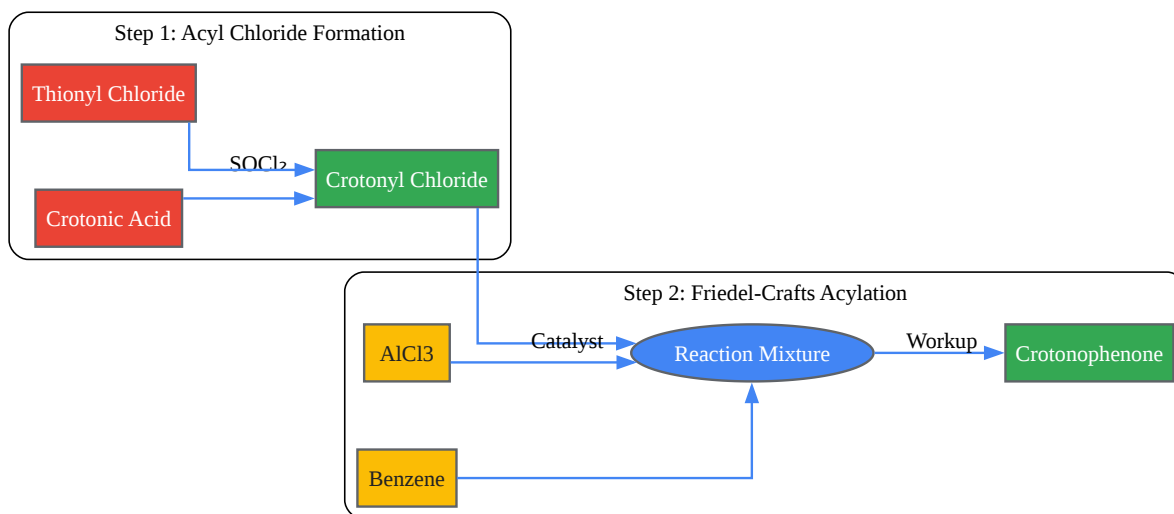 Step 1: Acyl Chloride Formation
Thionyl Chloride
SOCl₂
Crotonyl Chloride
Crotonic Acid
Step 2: Friedel-Crafts Acylation
AlCl3
Catalyst
Reaction Mixture
Workup
Crotonophenone
Benzene